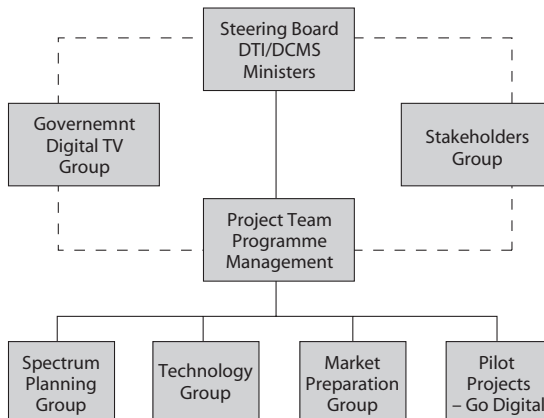 Steering Board
DTI/DCMS
Ministers
Governemnt
Digital TV
Group
Stakeholders
Group
Project Team
Programme
Management
Spectrum
Planning
Group
Technology
Group
Market
Preparation
Group
Pilot
Projects
– Go Digital